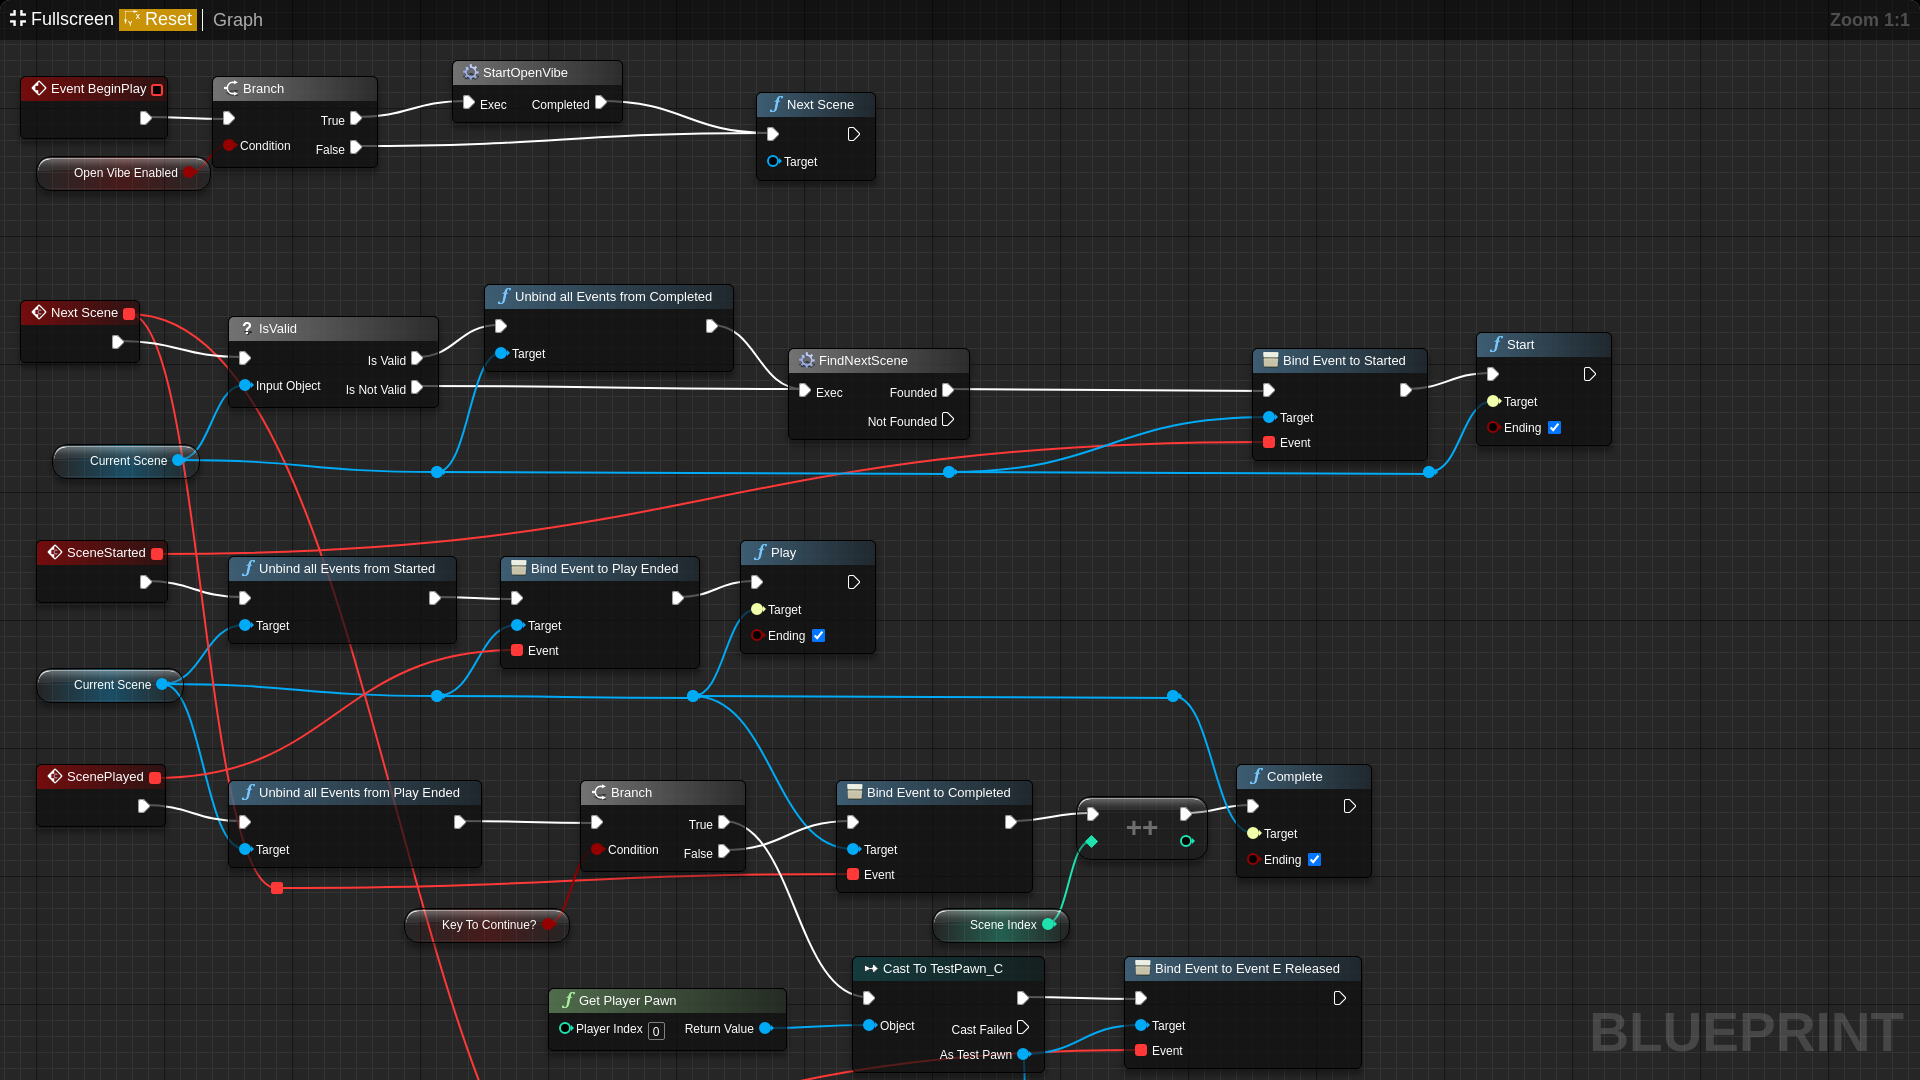 Fullscreen Reset Graph Zoom 1:1
Event BeginPlay
Branch
True
Condition
False
Open Vibe Enabled
StartOpenVibe
Exec Completed
Next Scene
Target
Next Scene
IsValid
Is Valid
Input Object
Is Not Valid
Unbind all Events from Completed
Target
FindNextScene
Exec Founded
Not Founded
Bind Event to Started
Target
Event
Start
Target
Ending
Current Scene
SceneStarted
Unbind all Events from Started
Target
Bind Event to Play Ended
Target
Event
Play
Target
Ending
Current Scene
ScenePlayed
Unbind all Events from Play Ended
Target
Branch
True
Condition
False
Key To Continue?
Bind Event to Completed
Target
Event
++
Scene Index
Complete
Target
Ending
Get Player Pawn
Player Index 0 Return Value
Cast To TestPawn_C
Object
Cast Failed
As Test Pawn
Bind Event to Event E Released
Target
Event
BLUEPRINT